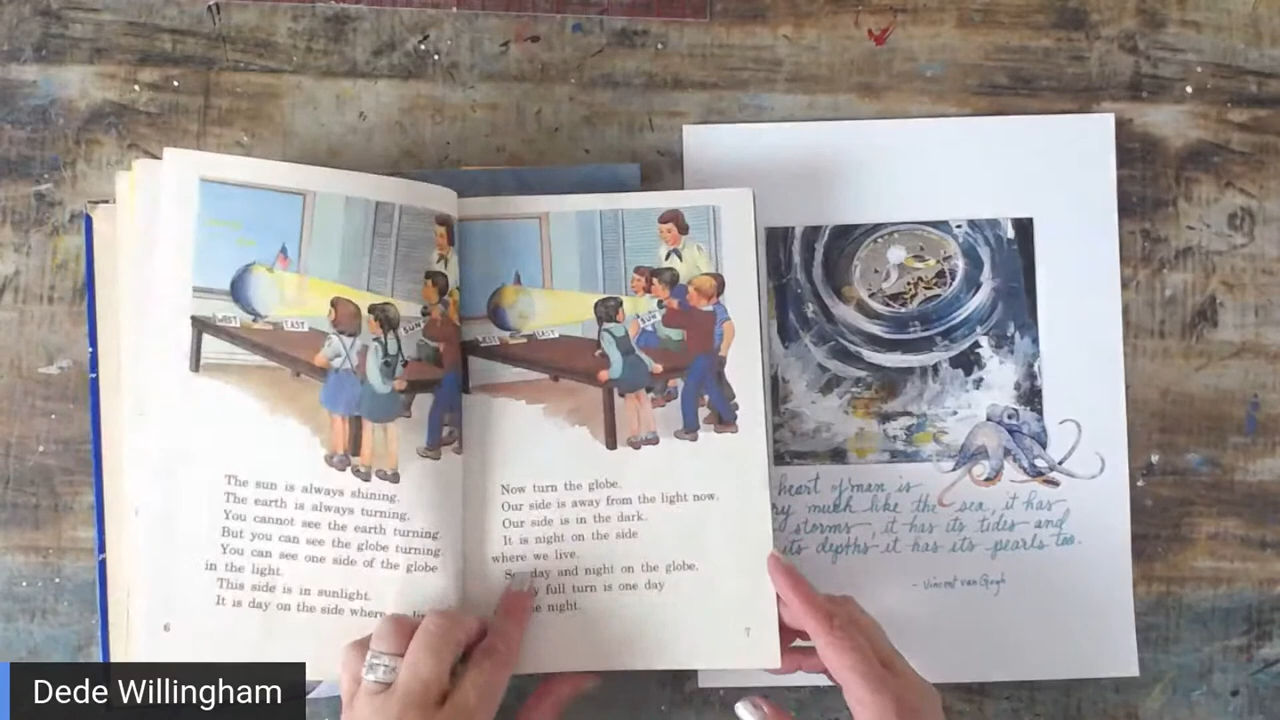 WEST
EAST
SUN
The sun is always shining.
The earth is always turning.
You cannot see the earth turning.
But you can see the globe turning.
You can see one side of the globe
in the light.
This side is in sunlight.
It is day on the side where
6
WEST
EAST
SUN
Now turn the globe.
Our side is away from the light now.
Our side is in the dark.
It is night on the side
where we live.
day and night on the globe.
full turn is one day
night.
7
heart of man is
much like the sea, it has
storms, it has its tides and
its depths it has its pearls too.
- Vincent van Gogh
Dede Willingham